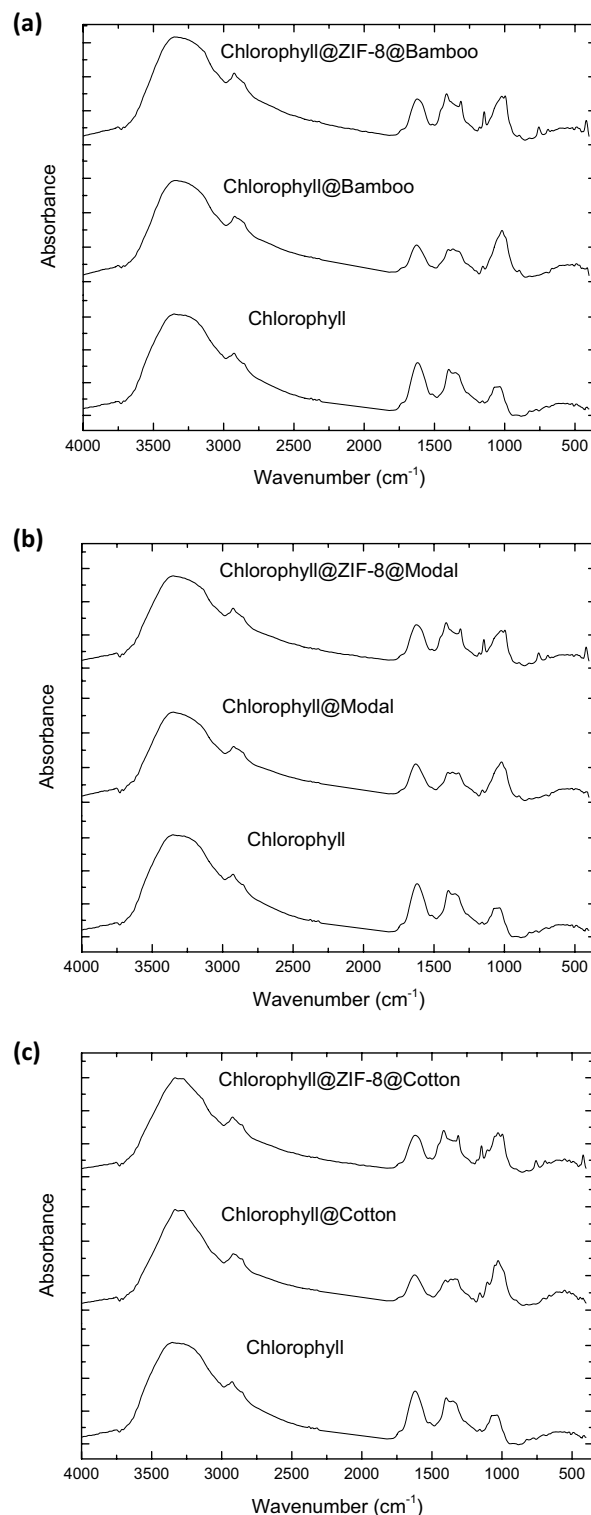 (a)
Chlorophyll@ZIF-8@Bamboo
Chlorophyll@Bamboo
Chlorophyll
Absorbance
4000 3500 3000 2500 2000 1500 1000 500
Wavenumber (cm⁻¹)
(b)
Chlorophyll@ZIF-8@Modal
Chlorophyll@Modal
Chlorophyll
Absorbance
4000 3500 3000 2500 2000 1500 1000 500
Wavenumber (cm⁻¹)
(c)
Chlorophyll@ZIF-8@Cotton
Chlorophyll@Cotton
Chlorophyll
Absorbance
4000 3500 3000 2500 2000 1500 1000 500
Wavenumber (cm⁻¹)